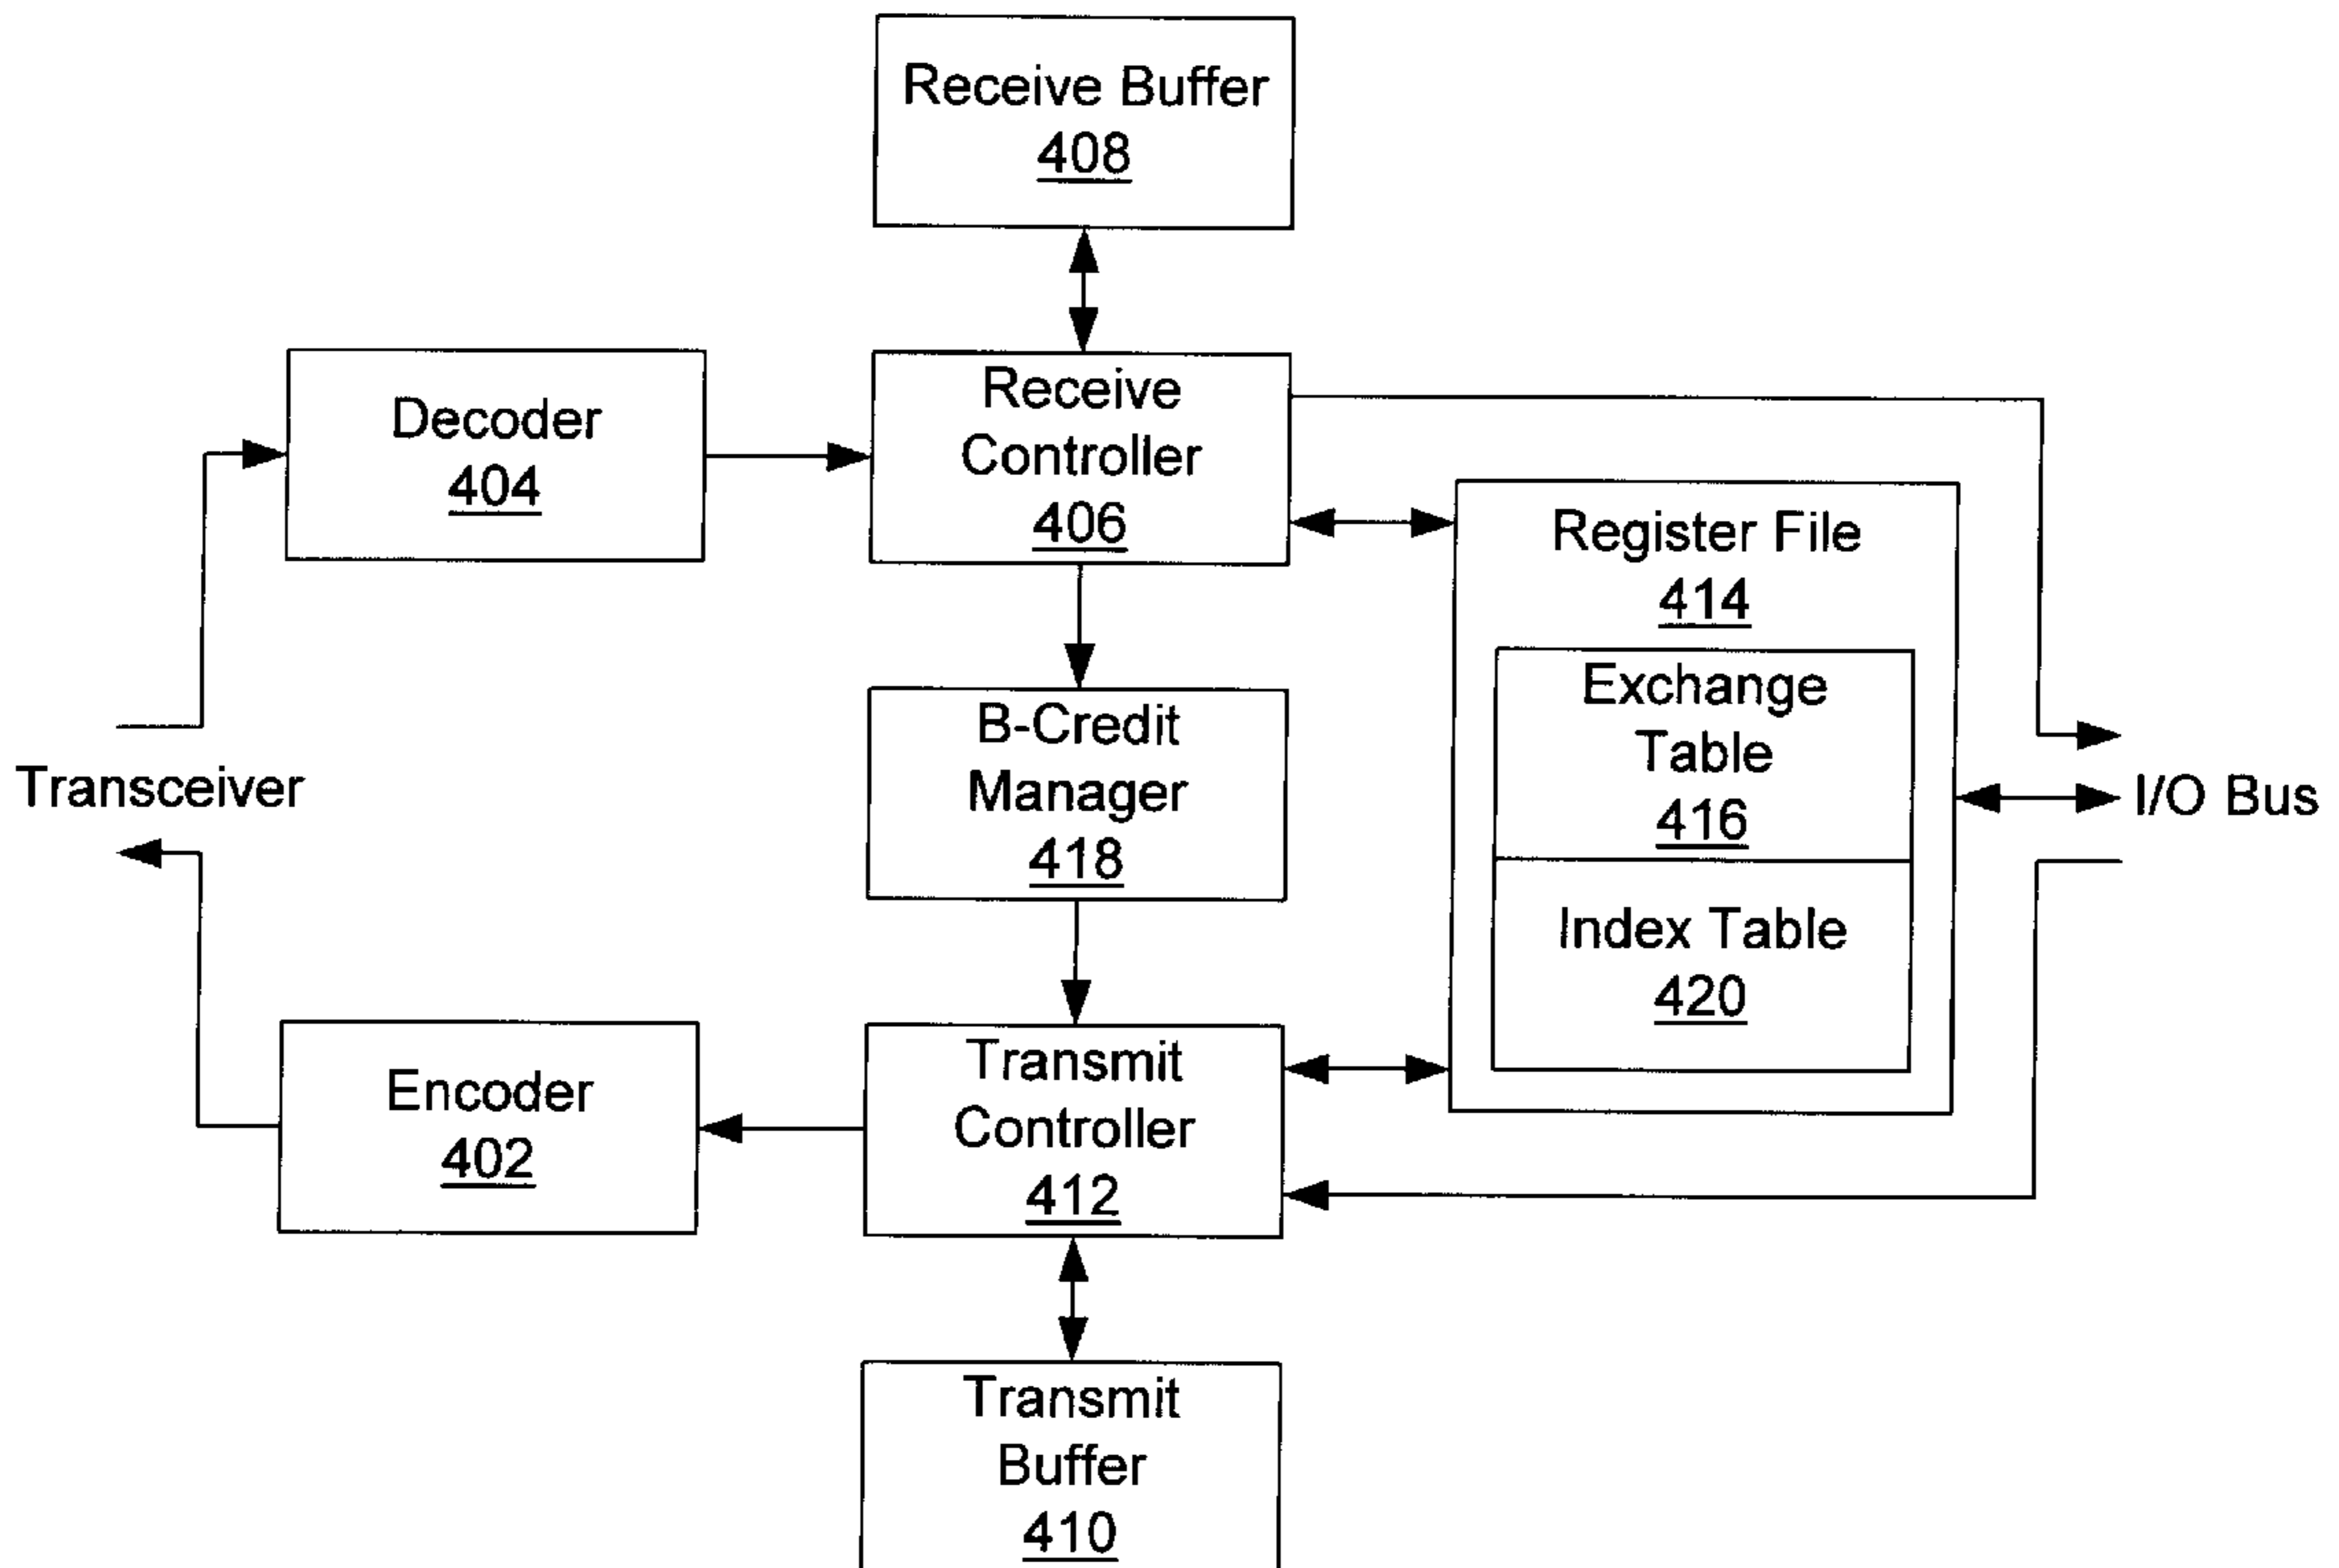 Receive Buffer
408
Decoder
404
Receive
Controller
406
Register File
414
Exchange
Table
416
Index Table
420
B-Credit
Manager
418
Transceiver
I/O Bus
Encoder
402
Transmit
Controller
412
Transmit
Buffer
410